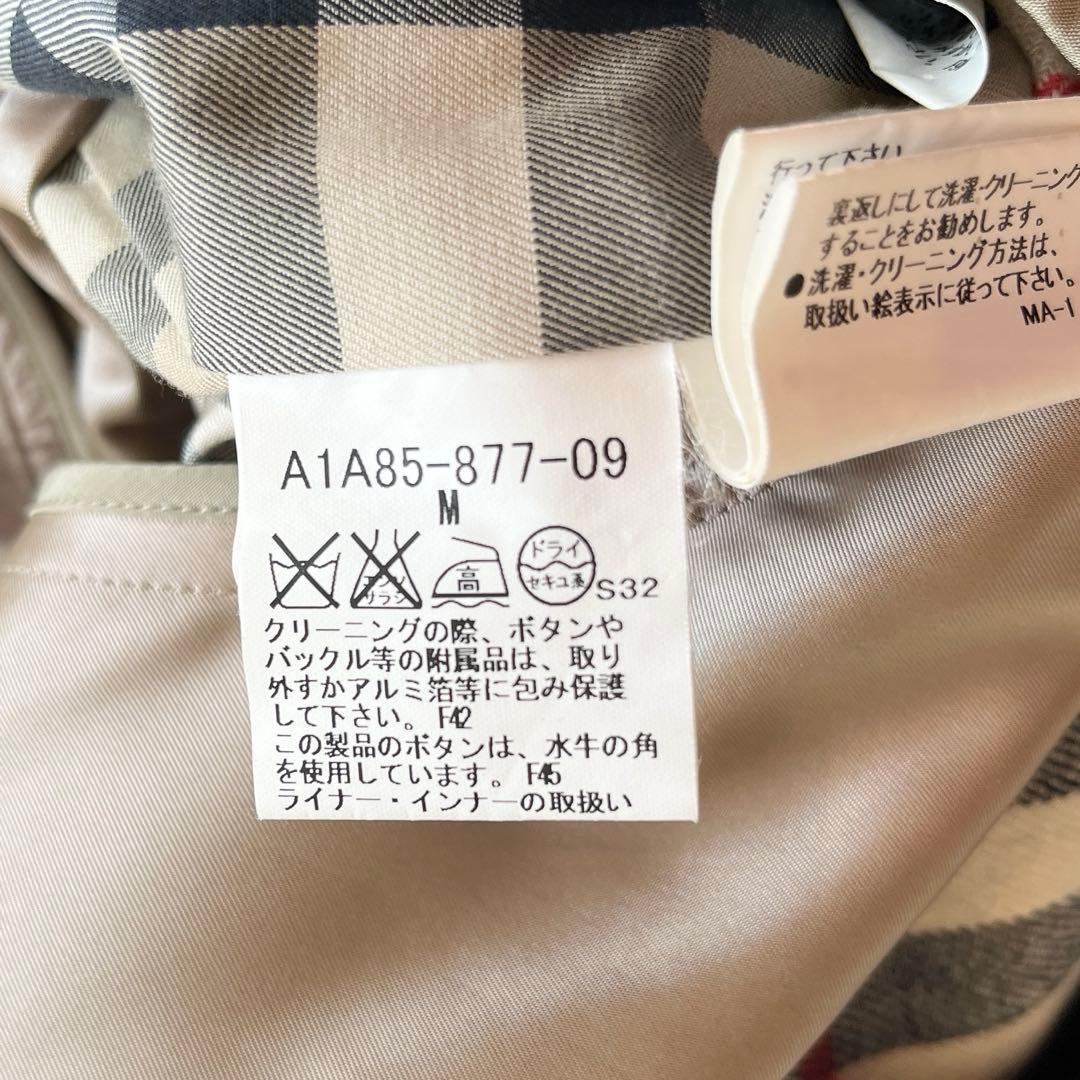 行って下さい
裏返しにして洗濯・クリーニング
することをお勧めします。
●洗濯・クリーニング方法は、
取扱い絵表示に従って下さい。
MA-I
A1A85-877-09
M
高
ドライ
セキユ系
サラシ
S32
クリーニングの際、ボタンや
バックル等の附属品は、取り
外すかアルミ箔等に包み保護
して下さい。 F42
この製品のボタンは、水牛の角
を使用しています。 F45
ライナー・インナーの取扱い